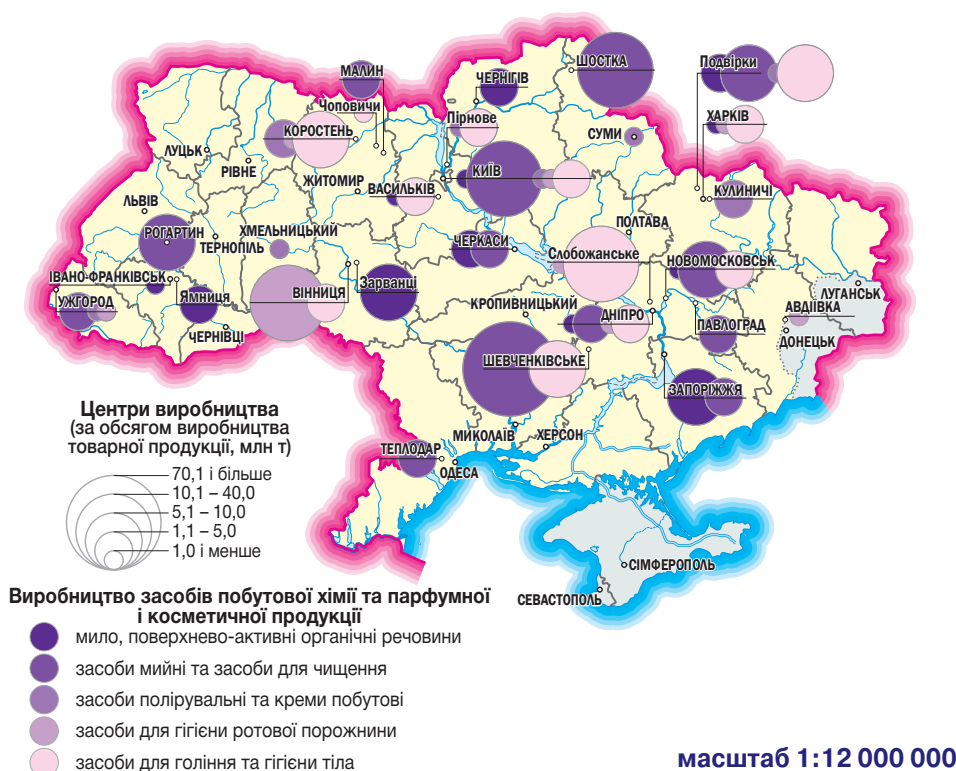 ШОСТКА
Подвірки
МАЛИН
ЧЕРНІГІВ
Чоповичи
Пірнове
ХАРКІВ
КОРОСТЕНЬ
СУМИ
ЛУЦЬК
РІВНЕ
КИЇВ
ЖИТОМИР
ВАСИЛЬКІВ
КУЛИНИЧІ
ЛЬВІВ
ПОЛТАВА
РОГАРТИН
ХМЕЛЬНИЦЬКИЙ
ТЕРНОПІЛЬ
ЧЕРКАСИ
Слобожанське
НОВОМОСКОВСЬК
ІВАНО-ФРАНКІВСЬК
Зарванці
ЛУГАНСЬК
ВІННИЦЯ
Ямниця
УЖГОРОД
КРОПИВНИЦЬКИЙ
АВДІЇВКА
ДНІПРО
ПАВЛОГРАД
ЧЕРНІВЦІ
ДОНЕЦЬК
ШЕВЧЕНКІВСЬКЕ
ЗАПОРІЖЖЯ
МИКОЛАЇВ
ХЕРСОН
ТЕПЛОДАР
ОДЕСА
СІМФЕРОПОЛЬ
СЕВАСТОПОЛЬ
Центри виробництва
(за обсягом виробництва
товарної продукції, млн т)
70,1 і більше
10,1 – 40,0
5,1 – 10,0
1,1 – 5,0
1,0 і менше
Виробництво засобів побутової хімії та парфумної
і косметичної продукції
мило, поверхнево-активні органічні речовини
засоби мийні та засоби для чищення
засоби полірувальні та креми побутові
засоби для гігієни ротової порожнини
засоби для гоління та гігієни тіла
масштаб 1:12 000 000